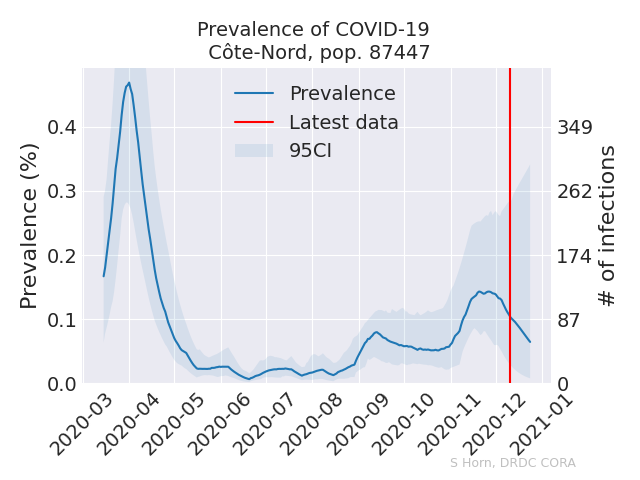 Prevalence of COVID-19
Côte-Nord, pop. 87447
Prevalence
Latest data
95CI
Prevalence (%)
0.4
0.3
0.2
0.1
0.0
# of infections
349
262
174
87
0
2020-03
2020-04
2020-05
2020-06
2020-07
2020-08
2020-09
2020-10
2020-11
2020-12
2021-01
S Horn, DRDC CORA